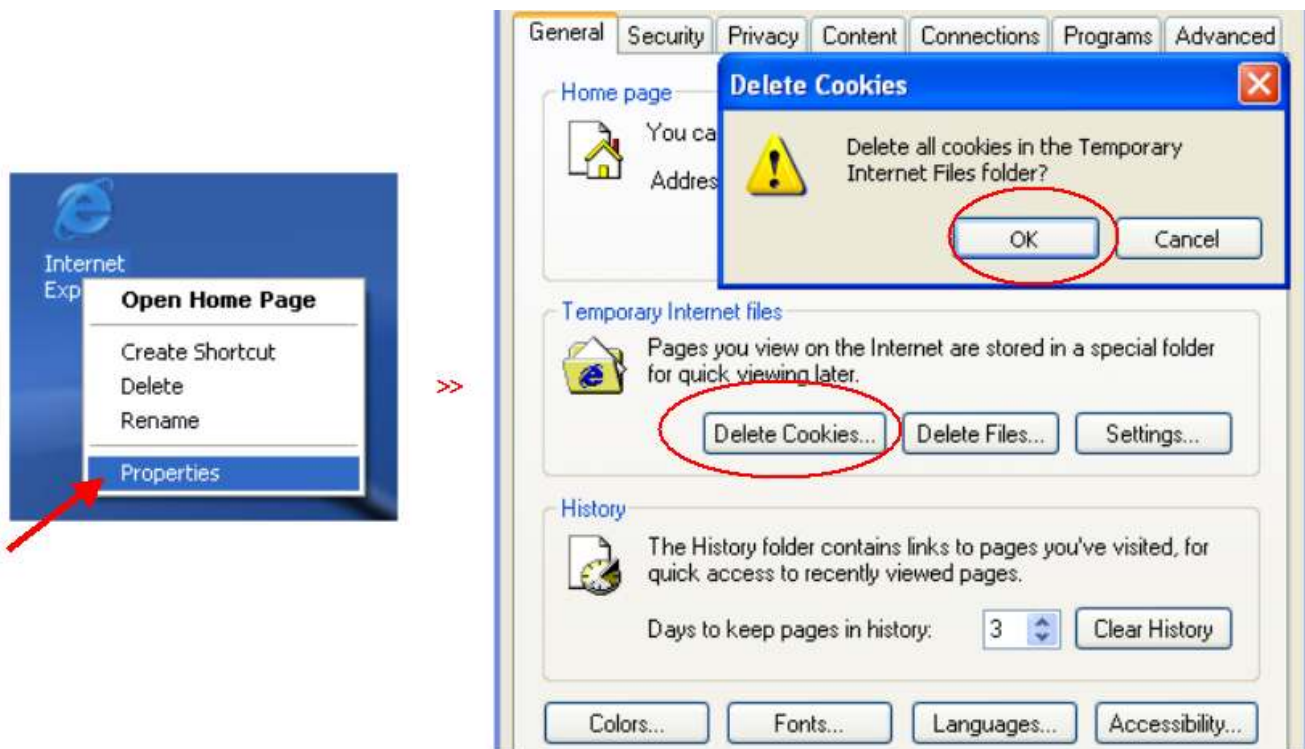 Internet
Exp
Open Home Page
Create Shortcut
Delete
Rename
Properties
>>
General Security Privacy Content Connections Programs Advanced
Delete Cookies
Delete all cookies in the Temporary
Internet Files folder?
OK Cancel
Home page
You ca
Addres
Temporary Internet files
Pages you view on the Internet are stored in a special folder
for quick viewing later.
Delete Cookies... Delete Files... Settings...
History
The History folder contains links to pages you've visited, for
quick access to recently viewed pages.
Days to keep pages in history: 3 Clear History
Colors... Fonts... Languages... Accessibility...